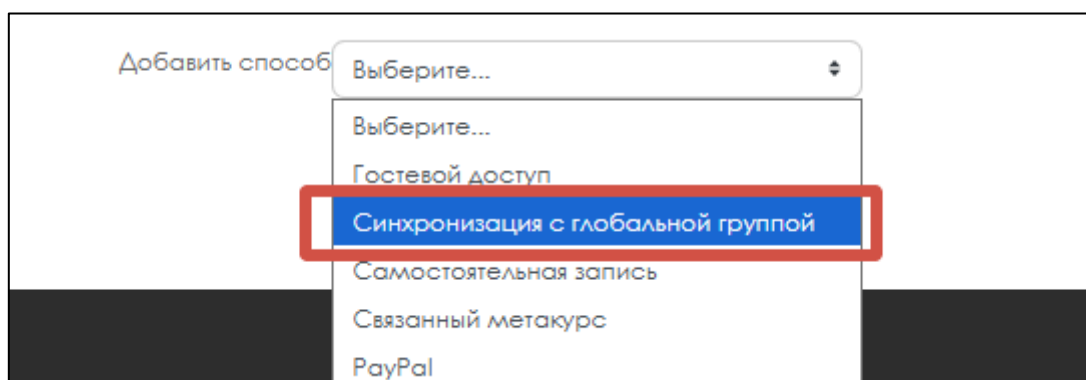 Добавить способ Выберите...
Выберите...
Гостевой доступ
Синхронизация с глобальной группой
Самостоятельная запись
Связанный метакурс
PayPal